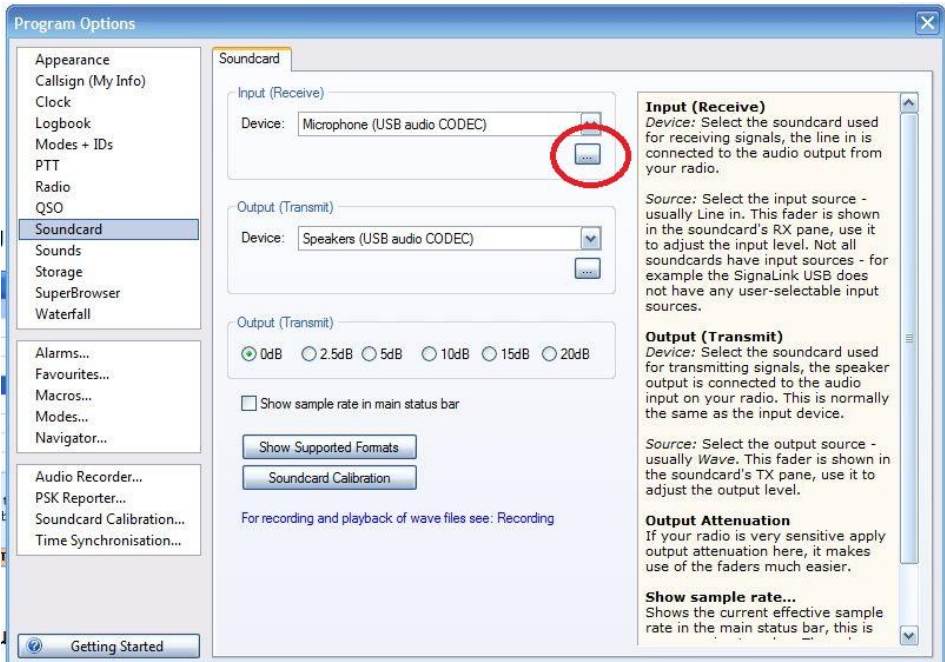 Program Options
Appearance
Callsign (My Info)
Clock
Logbook
Modes + IDs
PTT
Radio
QSO
Soundcard
Sounds
Storage
SuperBrowser
Waterfall
Alarms...
Favourites...
Macros...
Modes...
Navigator...
Audio Recorder...
PSK Reporter...
Soundcard Calibration...
Time Synchronisation...
Getting Started
Soundcard
Input (Receive)
Device: Microphone (USB audio CODEC)
...
Output (Transmit)
Device: Speakers (USB audio CODEC)
...
Output (Transmit)
0dB 2.5dB 5dB 10dB 15dB 20dB
Show sample rate in main status bar
Show Supported Formats
Soundcard Calibration
For recording and playback of wave files see: Recording
Input (Receive)
Device: Select the soundcard used
for receiving signals, the line in is
connected to the audio output from
your radio.
Source: Select the input source -
usually Line in. This fader is shown
in the soundcard's RX pane, use it
to adjust the input level. Not all
soundcards have input sources - for
example the SignaLink USB does
not have any user-selectable input
sources.
Output (Transmit)
Device: Select the soundcard used
for transmitting signals, the speaker
output is connected to the audio
input on your radio. This is normally
the same as the input device.
Source: Select the output source -
usually Wave. This fader is shown in
the soundcard's TX pane, use it to
adjust the output level.
Output Attenuation
If your radio is very sensitive apply
output attenuation here, it makes
use of the faders much easier.
Show sample rate...
Shows the current effective sample
rate in the main status bar, this is